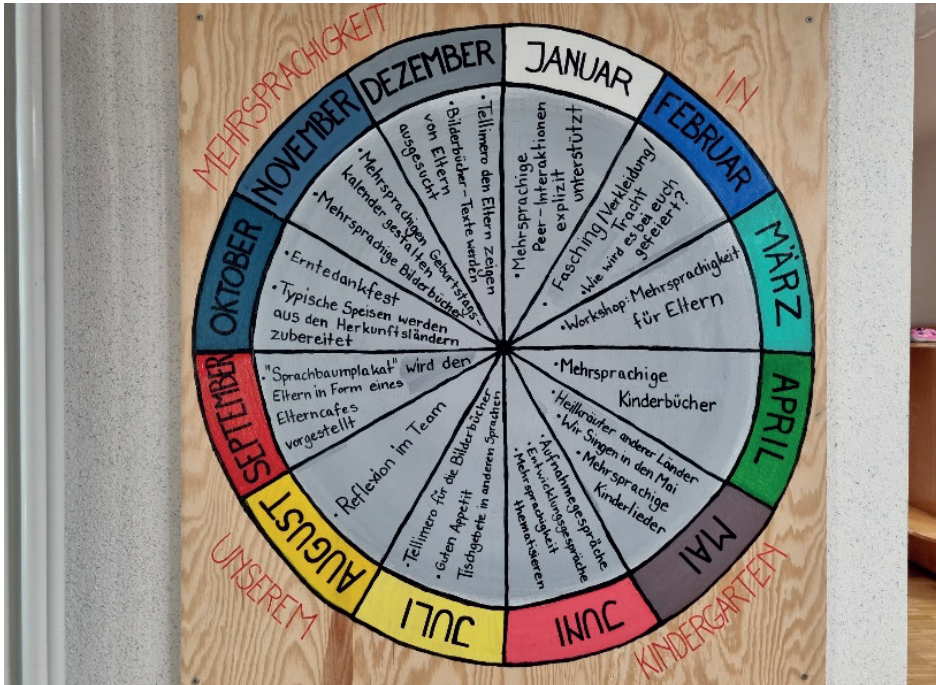 MEHRSPRACHIGKEIT
IN
UNSEREM
KINDERGARTEN
JANUAR
• Mehrsprachige
Peer-Interaktionen
explizit
unterstützt
FEBRUAR
• Fasching/Verkleidung/
Tracht
• Wie wird es bei euch
gefeiert?
MÄRZ
• Workshop: Mehrsprachigkeit
für Eltern
APRIL
• Mehrsprachige
Kinderbücher
MAI
• Heilkräuter anderer Länder
• Wir Singen in den Mai
• Mehrsprachige
Kinderlieder
JUNI
• Aufnahmegespräche
• Entwicklungsgespräche
• Mehrsprachigkeit
thematisieren
JULI
• Tellimero für die Bilderbücher
• Guten Appetit
Tischgebete in anderen Sprachen
AUGUST
• Reflexion im Team
SEPTEMBER
• "Sprachbaumplakat" wird den
Eltern in Form eines
Elterncafes
vorgestellt
OKTOBER
• Erntedankfest
• Typische Speisen werden
aus den Herkunftsländern
zubereitet
NOVEMBER
• Mehrsprachigen Geburtstags-
kalender gestalten
• Mehrsprachige Bilderbücher
DEZEMBER
• Tellimero den Eltern zeigen
• Bilderbücher-Texte werden
von Eltern
ausgesucht